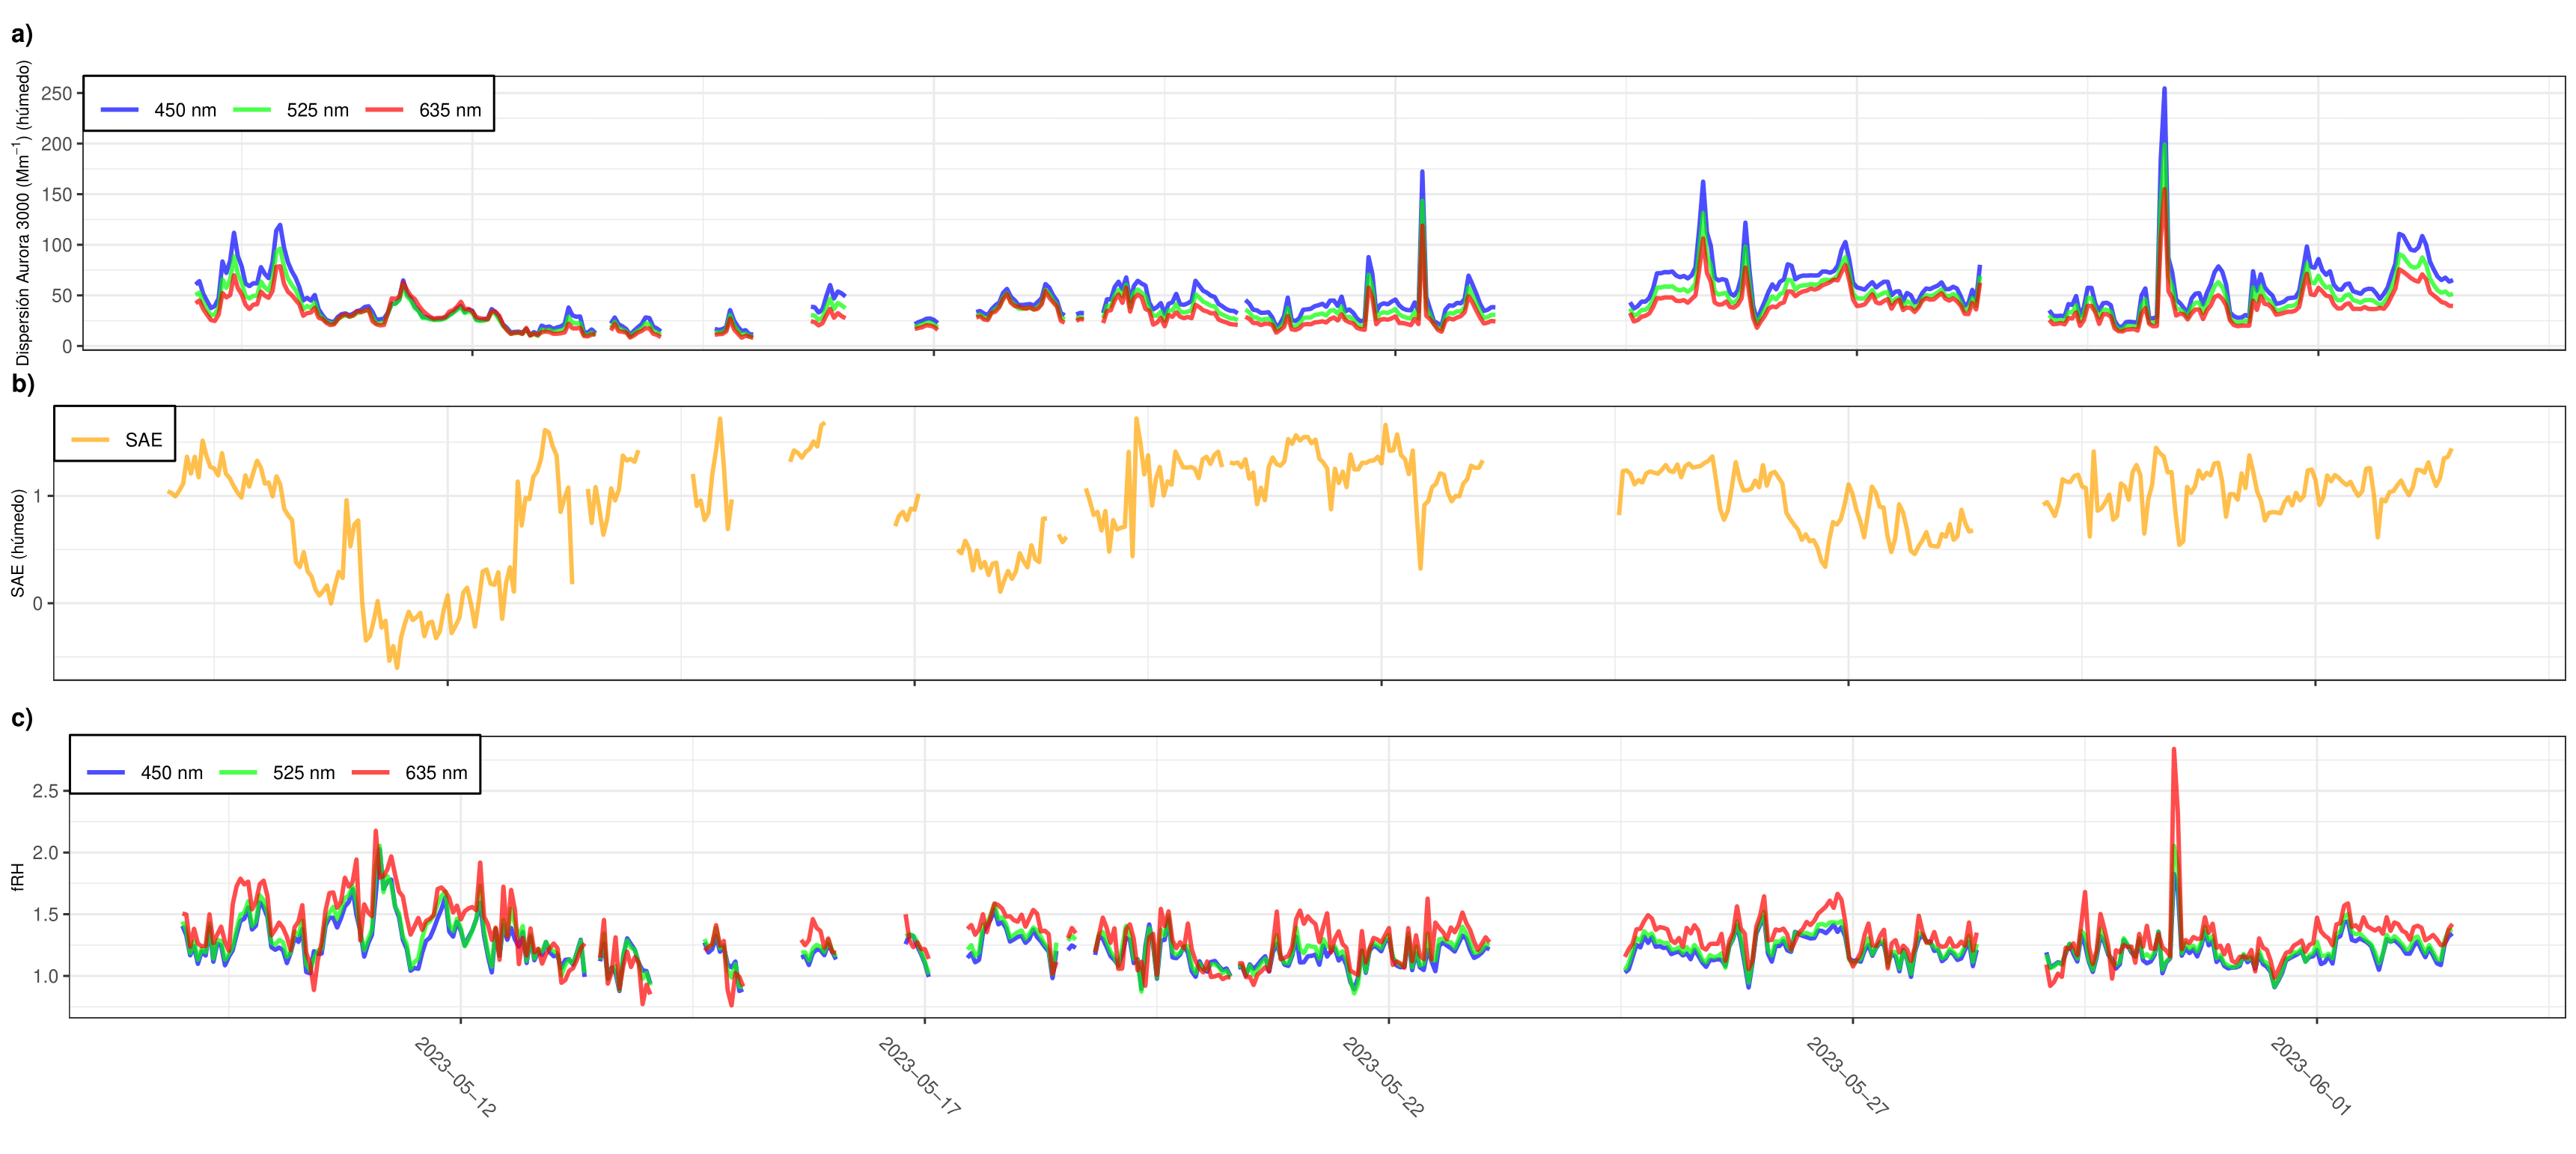 a)
Dispersión Aurora 3000 (Mm⁻¹) (húmedo)
250
200
150
100
50
0
450 nm 525 nm 635 nm
b)
SAE (húmedo)
1
0
SAE
c)
fRH
2.5
2.0
1.5
1.0
450 nm 525 nm 635 nm
2023−05−12
2023−05−17
2023−05−22
2023−05−27
2023−06−01